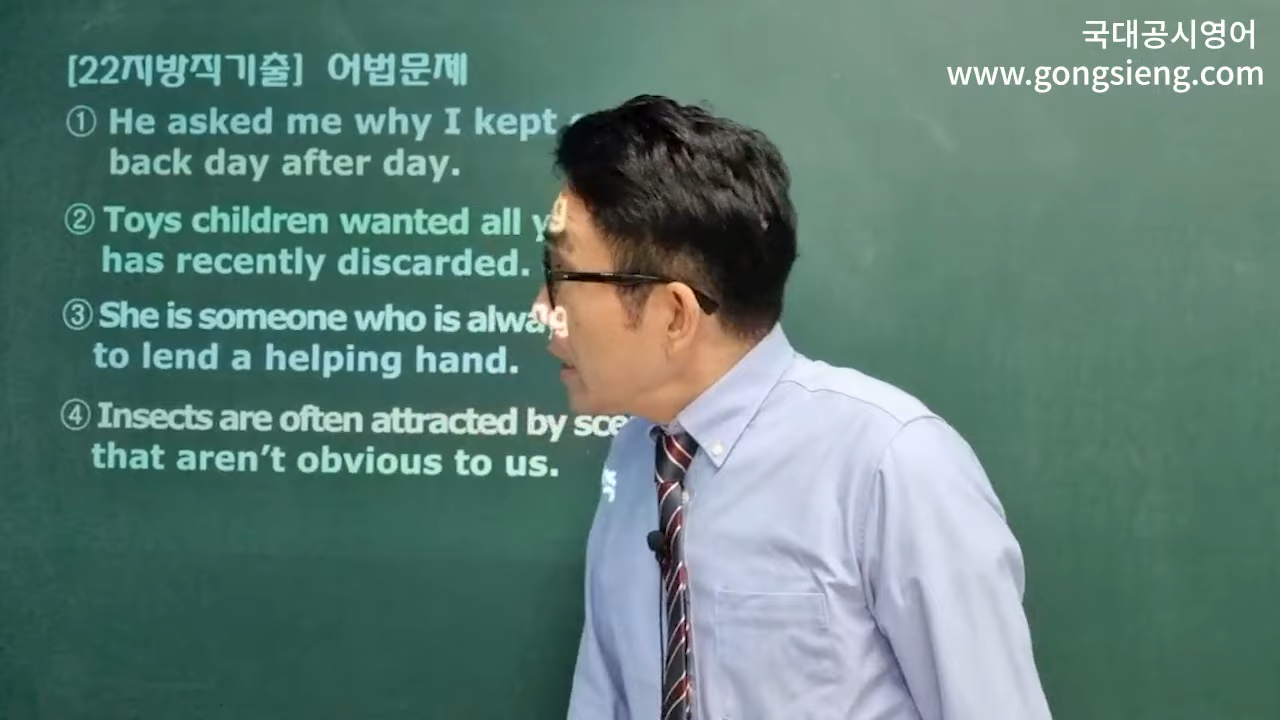 국대공시영어
www.gongsieng.com
[22지방직기술] 어법문제
① He asked me why I kept
back day after day.
② Toys children wanted all
has recently discarded.
③ She is someone who is
to lend a helping hand.
④ Insects are often attracted by
that aren’t obvious to us.